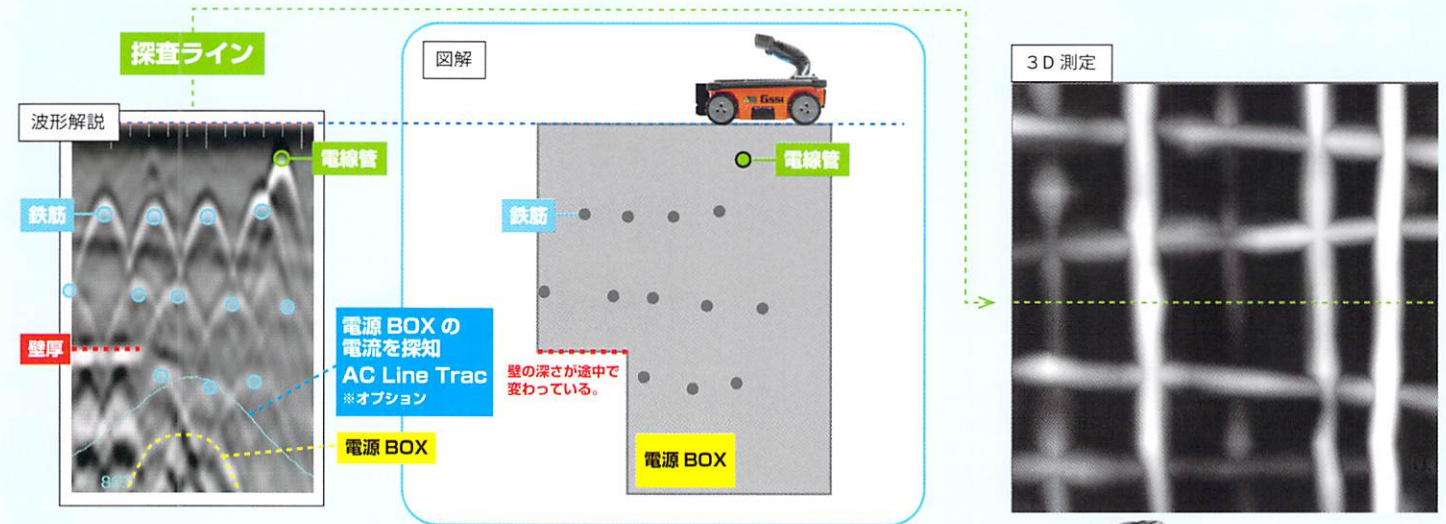 探査ライン
波形解説
電線管
鉄筋
壁厚
電源 BOX の
電流を探知
AC Line Trac
※オプション
電源 BOX
図解
GSSI
電線管
鉄筋
壁の深さが途中で
変わっている。
電源 BOX
3D 測定